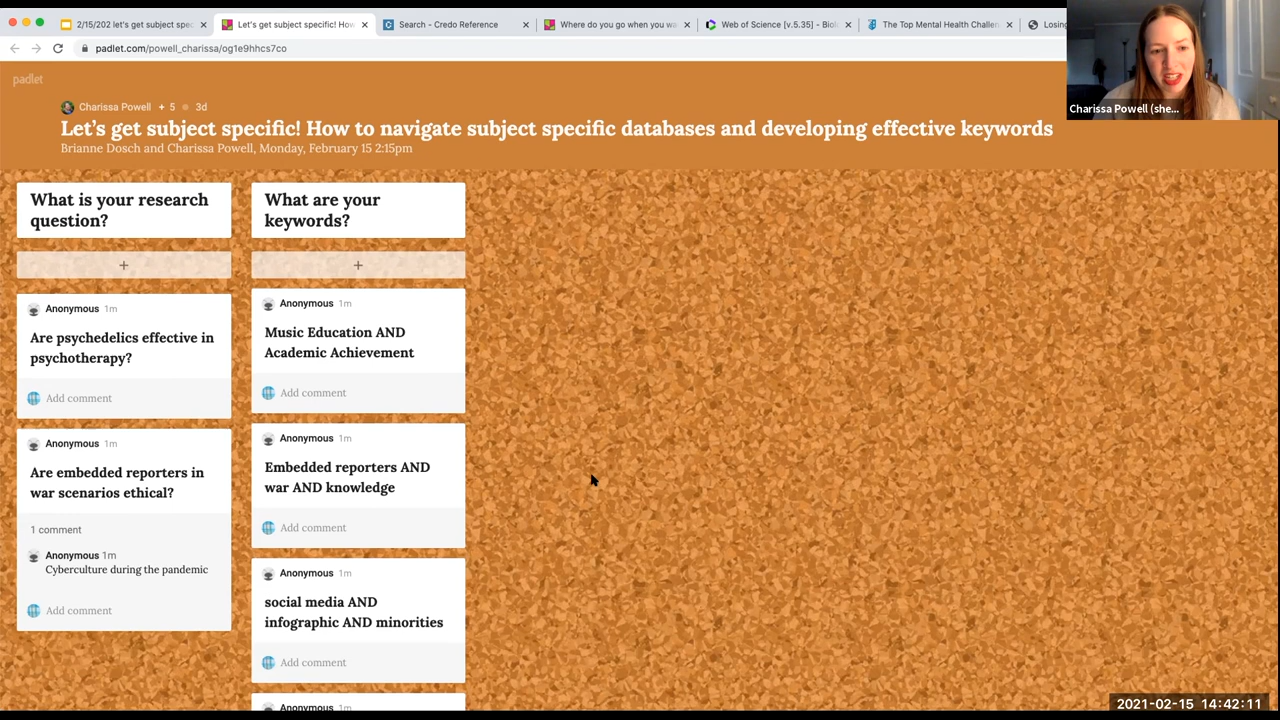 2/15/202 let's get subject spec
Let's get subject specific! How
Search - Credo Reference
Where do you go when you wa
Web of Science [v.5.35] - Biol
The Top Mental Health Challen
Losing
padlet.com/powell_charissa/og1e9hhcs7co
Charissa Powell (she...
padlet
Charissa Powell + 5 3d
Let's get subject specific! How to navigate subject specific databases and developing effective keywords
Brianne Dosch and Charissa Powell, Monday, February 15 2:15pm
What is your research
question?
+
Anonymous 1m
Are psychedelics effective in
psychotherapy?
Add comment
Anonymous 1m
Are embedded reporters in
war scenarios ethical?
1 comment
Anonymous 1m
Cyberculture during the pandemic
Add comment
What are your
keywords?
+
Anonymous 1m
Music Education AND
Academic Achievement
Add comment
Anonymous 1m
Embedded reporters AND
war AND knowledge
Add comment
Anonymous 1m
social media AND
infographic AND minorities
Add comment
Anonymous 1m
2021-02-15 14:42:11